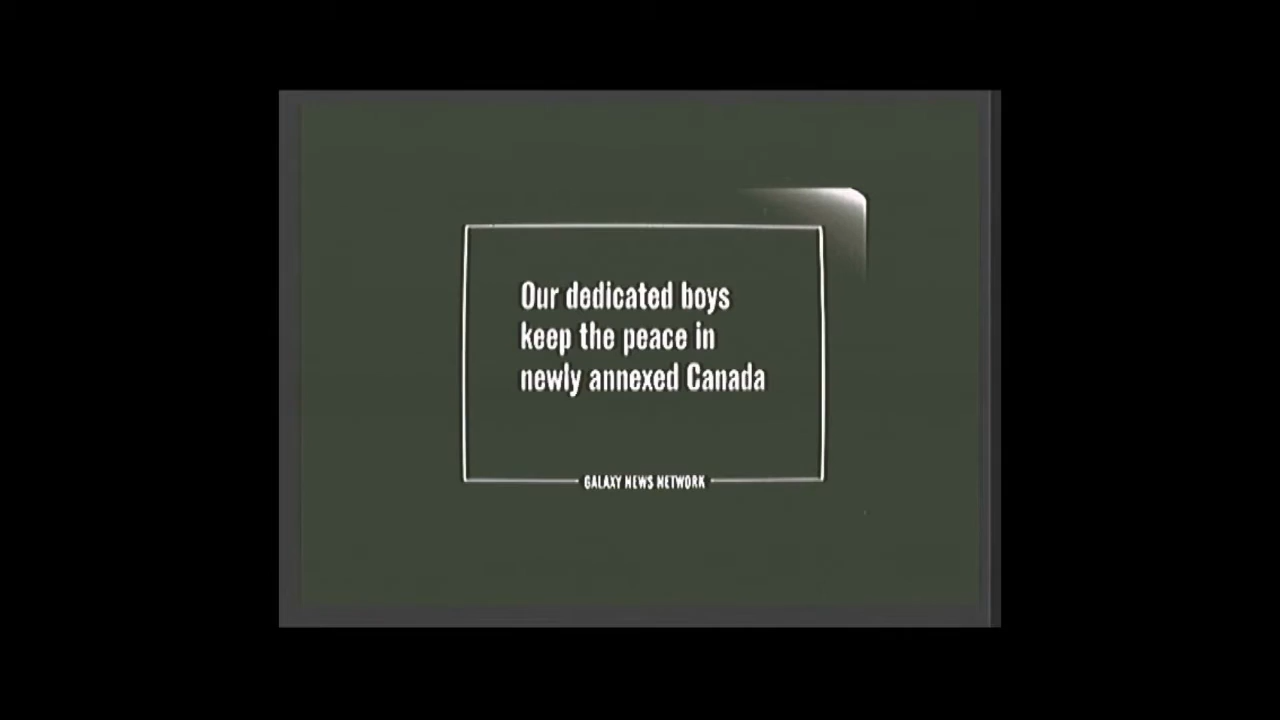 Our dedicated boys
keep the peace in
newly annexed Canada
GALAXY NEWS NETWORK